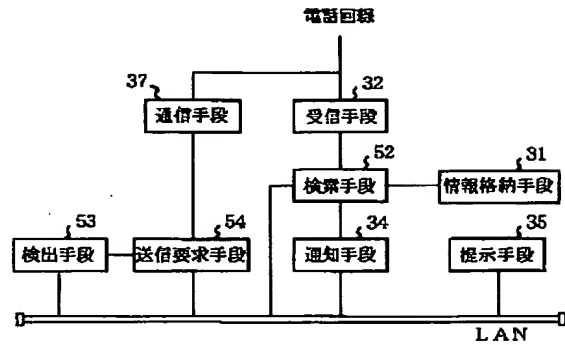 電話回線
37
32
通信手段
受信手段
52
31
検索手段
情報格納手段
53
54
34
35
検出手段
送信要求手段
通知手段
提示手段
LAN